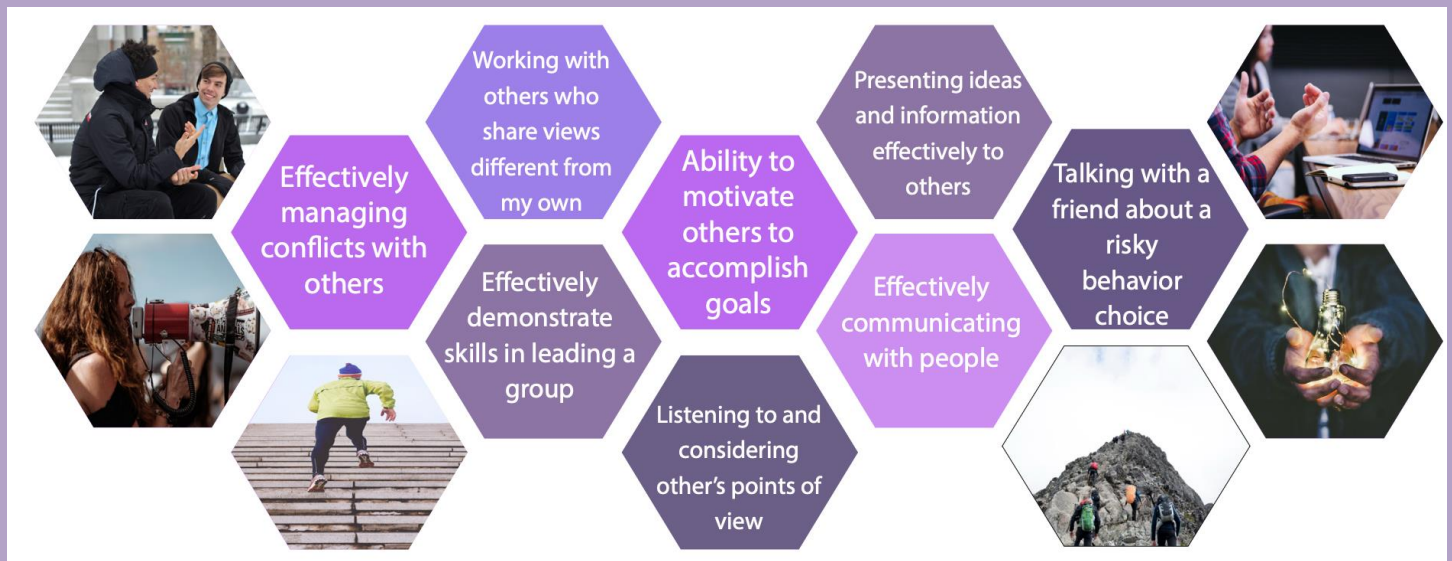 Effectively
managing
conflicts with
others
Working with
others who
share views
different from
my own
Effectively
demonstrate
skills in leading a
group
Ability to
motivate
others to
accomplish
goals
Listening to and
considering
other's points of
view
Presenting ideas
and information
effectively to
others
Effectively
communicating
with people
Talking with a
friend about a
risky
behavior
choice